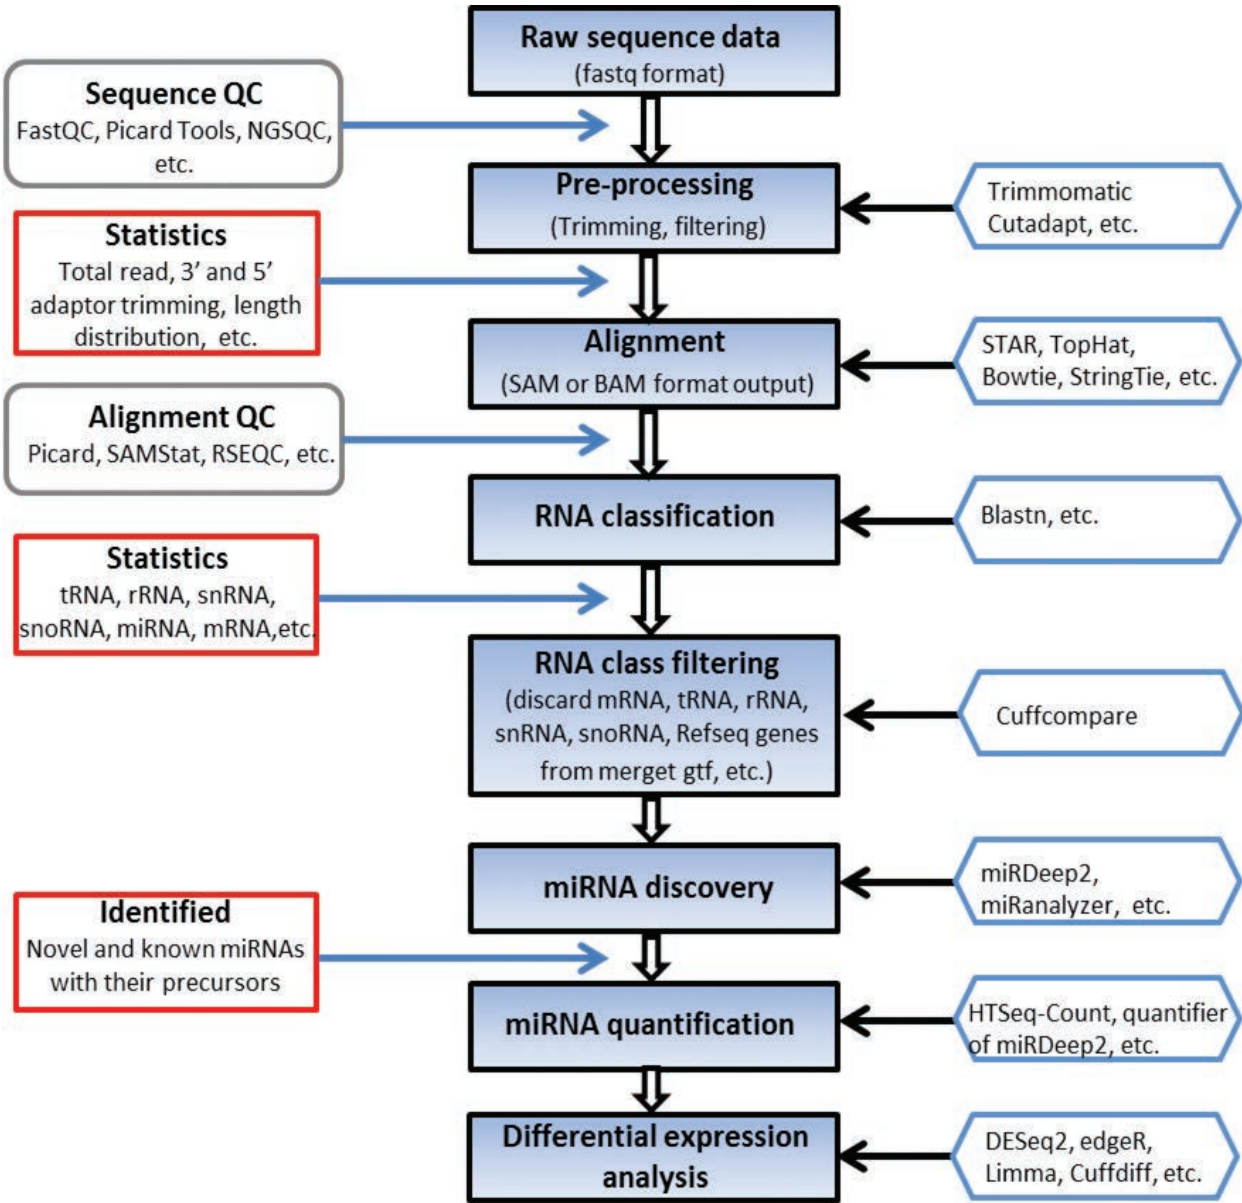 Raw sequence data
(fastq format)
Sequence QC
FastQC, Picard Tools, NGSQC,
etc.
Pre-processing
(Trimming, filtering)
Trimmomatic
Cutadapt, etc.
Statistics
Total read, 3’ and 5’
adaptor trimming, length
distribution, etc.
Alignment
(SAM or BAM format output)
STAR, TopHat,
Bowtie, StringTie, etc.
Alignment QC
Picard, SAMStat, RSEQC, etc.
RNA classification
Blastn, etc.
Statistics
tRNA, rRNA, snRNA,
snoRNA, miRNA, mRNA,etc.
RNA class filtering
(discard mRNA, tRNA, rRNA,
snRNA, snoRNA, Refseq genes
from merget gtf, etc.)
Cuffcompare
miRNA discovery
miRDeep2,
miRanalyzer, etc.
Identified
Novel and known miRNAs
with their precursors
miRNA quantification
HTSeq-Count, quantifier
of miRDeep2, etc.
Differential expression
analysis
DESeq2, edgeR,
Limma, Cuffdiff, etc.